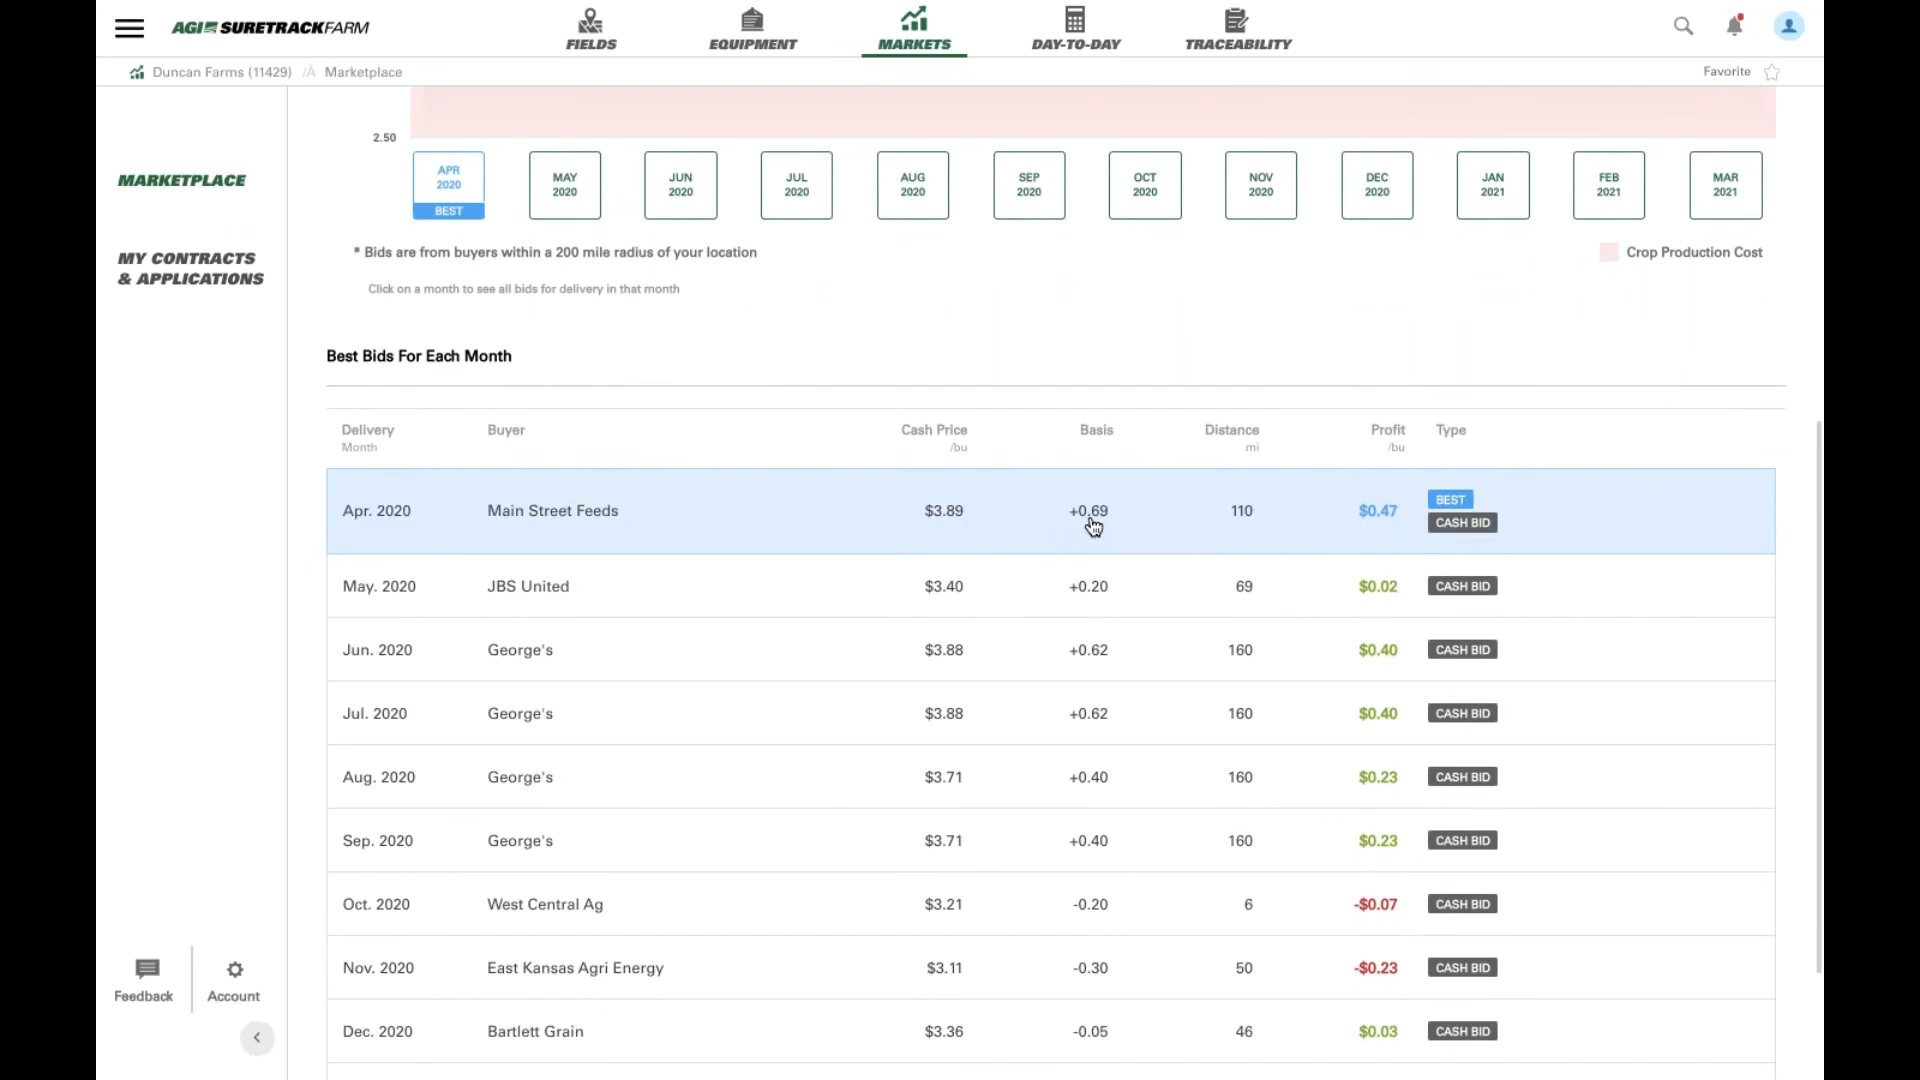 AGI SURETRACKFARM
FIELDS
EQUIPMENT
MARKETS
DAY-TO-DAY
TRACEABILITY
Duncan Farms (11429) /Â Marketplace
Favorite
MARKETPLACE
MY CONTRACTS
& APPLICATIONS
2.50
APR
2020
BEST
MAY
2020
JUN
2020
JUL
2020
AUG
2020
SEP
2020
OCT
2020
NOV
2020
DEC
2020
JAN
2021
FEB
2021
MAR
2021
* Bids are from buyers within a 200 mile radius of your location
Crop Production Cost
Click on a month to see all bids for delivery in that month
Best Bids For Each Month
Delivery Buyer Cash Price Basis Distance Profit Type
Month /bu mi /bu
Apr. 2020 Main Street Feeds $3.89 +0.69 110 $0.47 BEST
CASH BID
May. 2020 JBS United $3.40 +0.20 69 $0.02 CASH BID
Jun. 2020 George's $3.88 +0.62 160 $0.40 CASH BID
Jul. 2020 George's $3.88 +0.62 160 $0.40 CASH BID
Aug. 2020 George's $3.71 +0.40 160 $0.23 CASH BID
Sep. 2020 George's $3.71 +0.40 160 $0.23 CASH BID
Oct. 2020 West Central Ag $3.21 -0.20 6 -$0.07 CASH BID
Nov. 2020 East Kansas Agri Energy $3.11 -0.30 50 -$0.23 CASH BID
Dec. 2020 Bartlett Grain $3.36 -0.05 46 $0.03 CASH BID
Feedback
Account